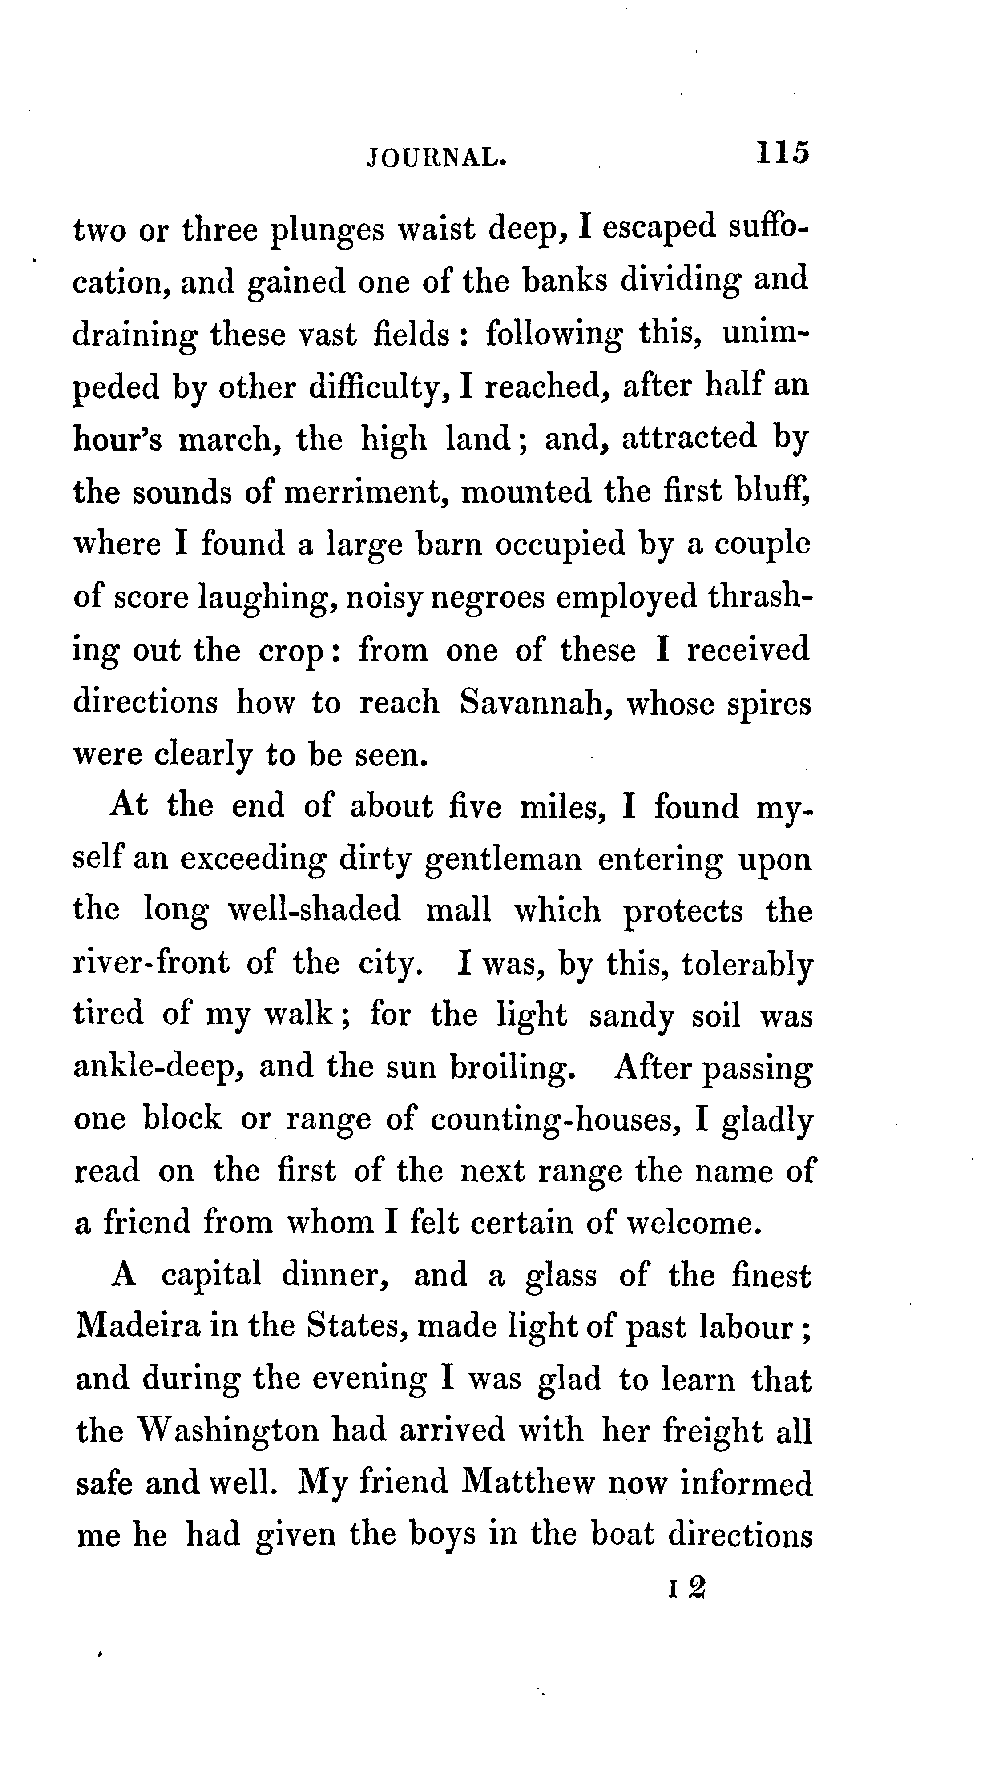 JOURNAL. 115
two or three plunges waist deep, I escaped suffo-
cation, and gained one of the banks dividing and
draining these vast fields : following this, unim-
peded by other difficulty, I reached, after half an
hour's march, the high land ; and, attracted by
the sounds of merriment, mounted the first bluff,
where I found a large barn occupied by a couple
of score laughing, noisy negroes employed thrash-
ing out the crop : from one of these I received
directions how to reach Savannah, whose spires
were clearly to be seen.
At the end of about five miles, I found my-
self an exceeding dirty gentleman entering upon
the long well-shaded mall which protects the
river-front of the city. I was, by this, tolerably
tired of my walk ; for the light sandy soil was
ankle-deep, and the sun broiling. After passing
one block or range of counting-houses, I gladly
read on the first of the next range the name of
a friend from whom I felt certain of welcome.
A capital dinner, and a glass of the finest
Madeira in the States, made light of past labour ;
and during the evening I was glad to learn that
the Washington had arrived with her freight all
safe and well. My friend Matthew now informed
me he had given the boys in the boat directions
I 2